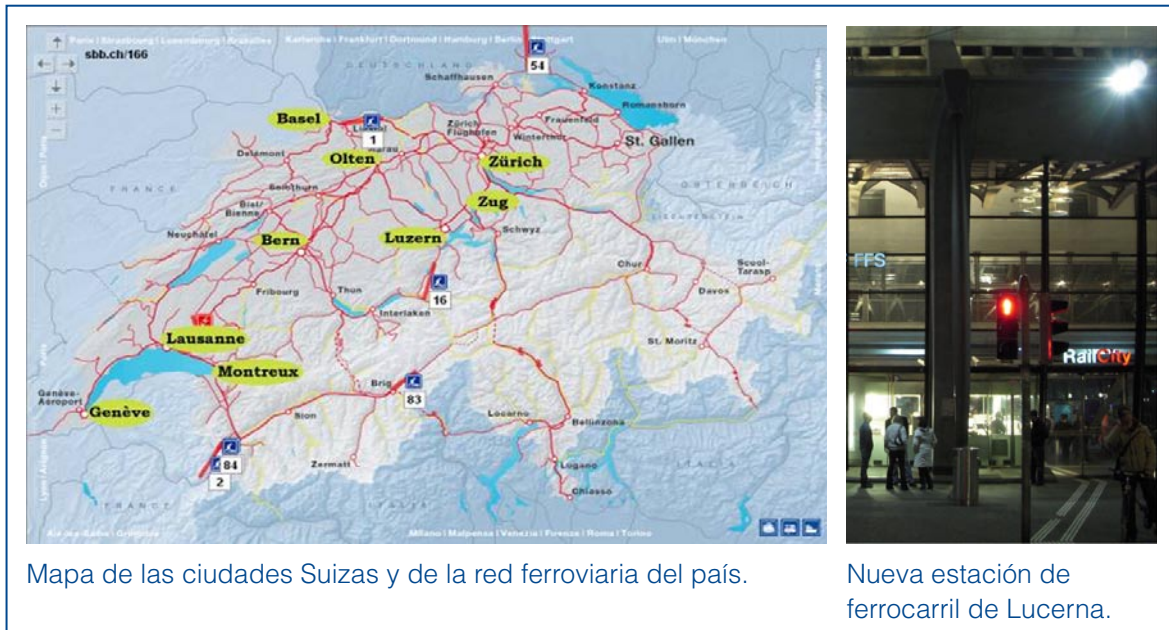 Paris | Strasbourg | Luxembourg | Bruxelles
Karlsruhe | Frankfurt | Dortmund | Hamburg | Berlin
Stuttgart
Ulm | München
sbb.ch/166
DEUTSCHLAND
54
Schaffhausen
Konstanz
Romanshorn
Basel
1
Zürich
Flughafen
Frauenfeld
Winterthur
St. Gallen
Olten
Delémont
Zürich
FRANCE
Solothurn
ÖSTERREICH
Zug
Biel/
Bienne
Neuchâtel
Bern
Luzern
Schwyz
Chur
Scuol-
Tarasp
Davos
16
Thun
Fribourg
Interlaken
Lausanne
St. Moritz
Montreux
Genève-
Aéroport
Genève
Brig
83
Sion
Locarno
Bellinzona
84
2
Zermatt
Lugano
ITALIA
Chiasso
FRANCE
ITALIA
Milano | Malpensa | Venezia | Firenze | Roma | Torino
FFS
RailCity
Mapa de las ciudades Suizas y de la red ferroviaria del país.
Nueva estación de
ferrocarril de Lucerna.